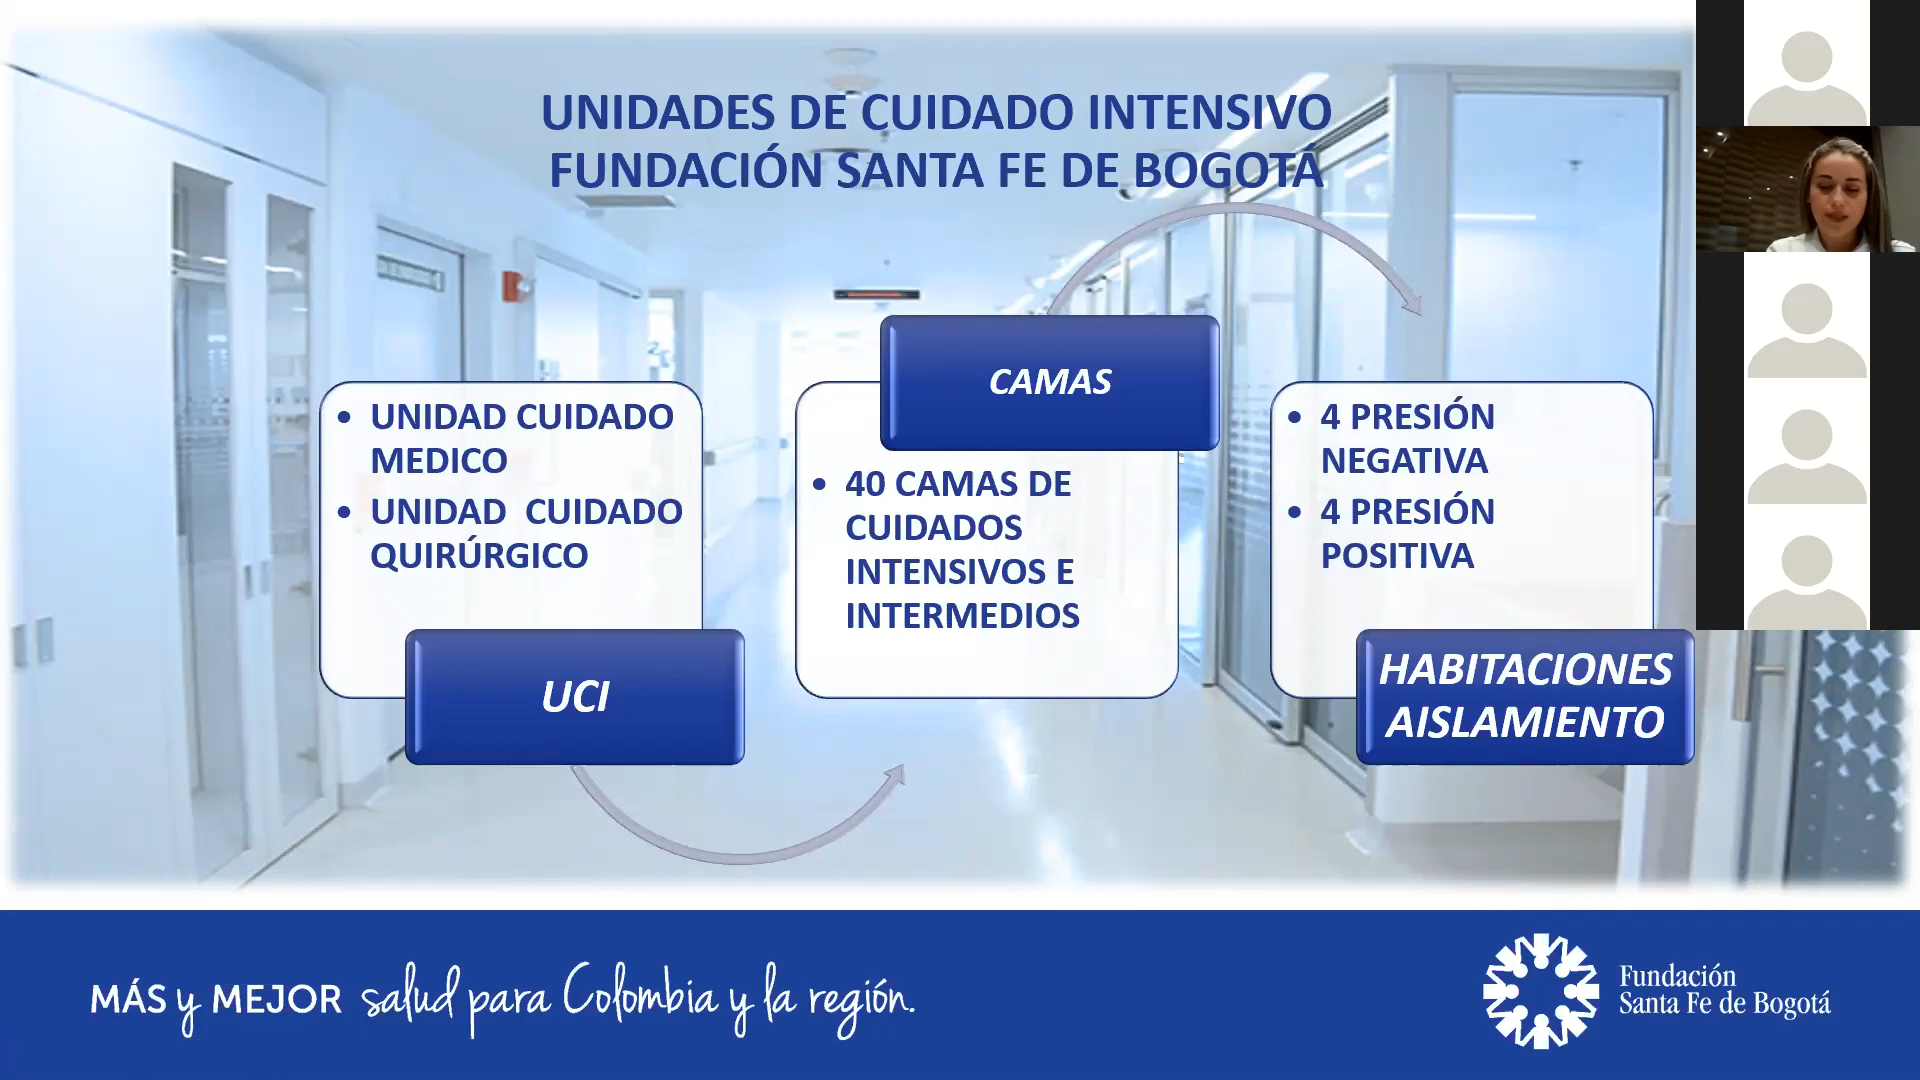 UNIDADES DE CUIDADO INTENSIVO
FUNDACIÓN SANTA FE DE BOGOTÁ
• UNIDAD CUIDADO
MEDICO
• UNIDAD CUIDADO
QUIRÚRGICO
UCI
CAMAS
• 40 CAMAS DE
CUIDADOS
INTENSIVOS E
INTERMEDIOS
• 4 PRESIÓN
NEGATIVA
• 4 PRESIÓN
POSITIVA
HABITACIONES
AISLAMIENTO
MÁS y MEJOR salud para Colombia y la región.
Fundación
Santa Fe de Bogotá